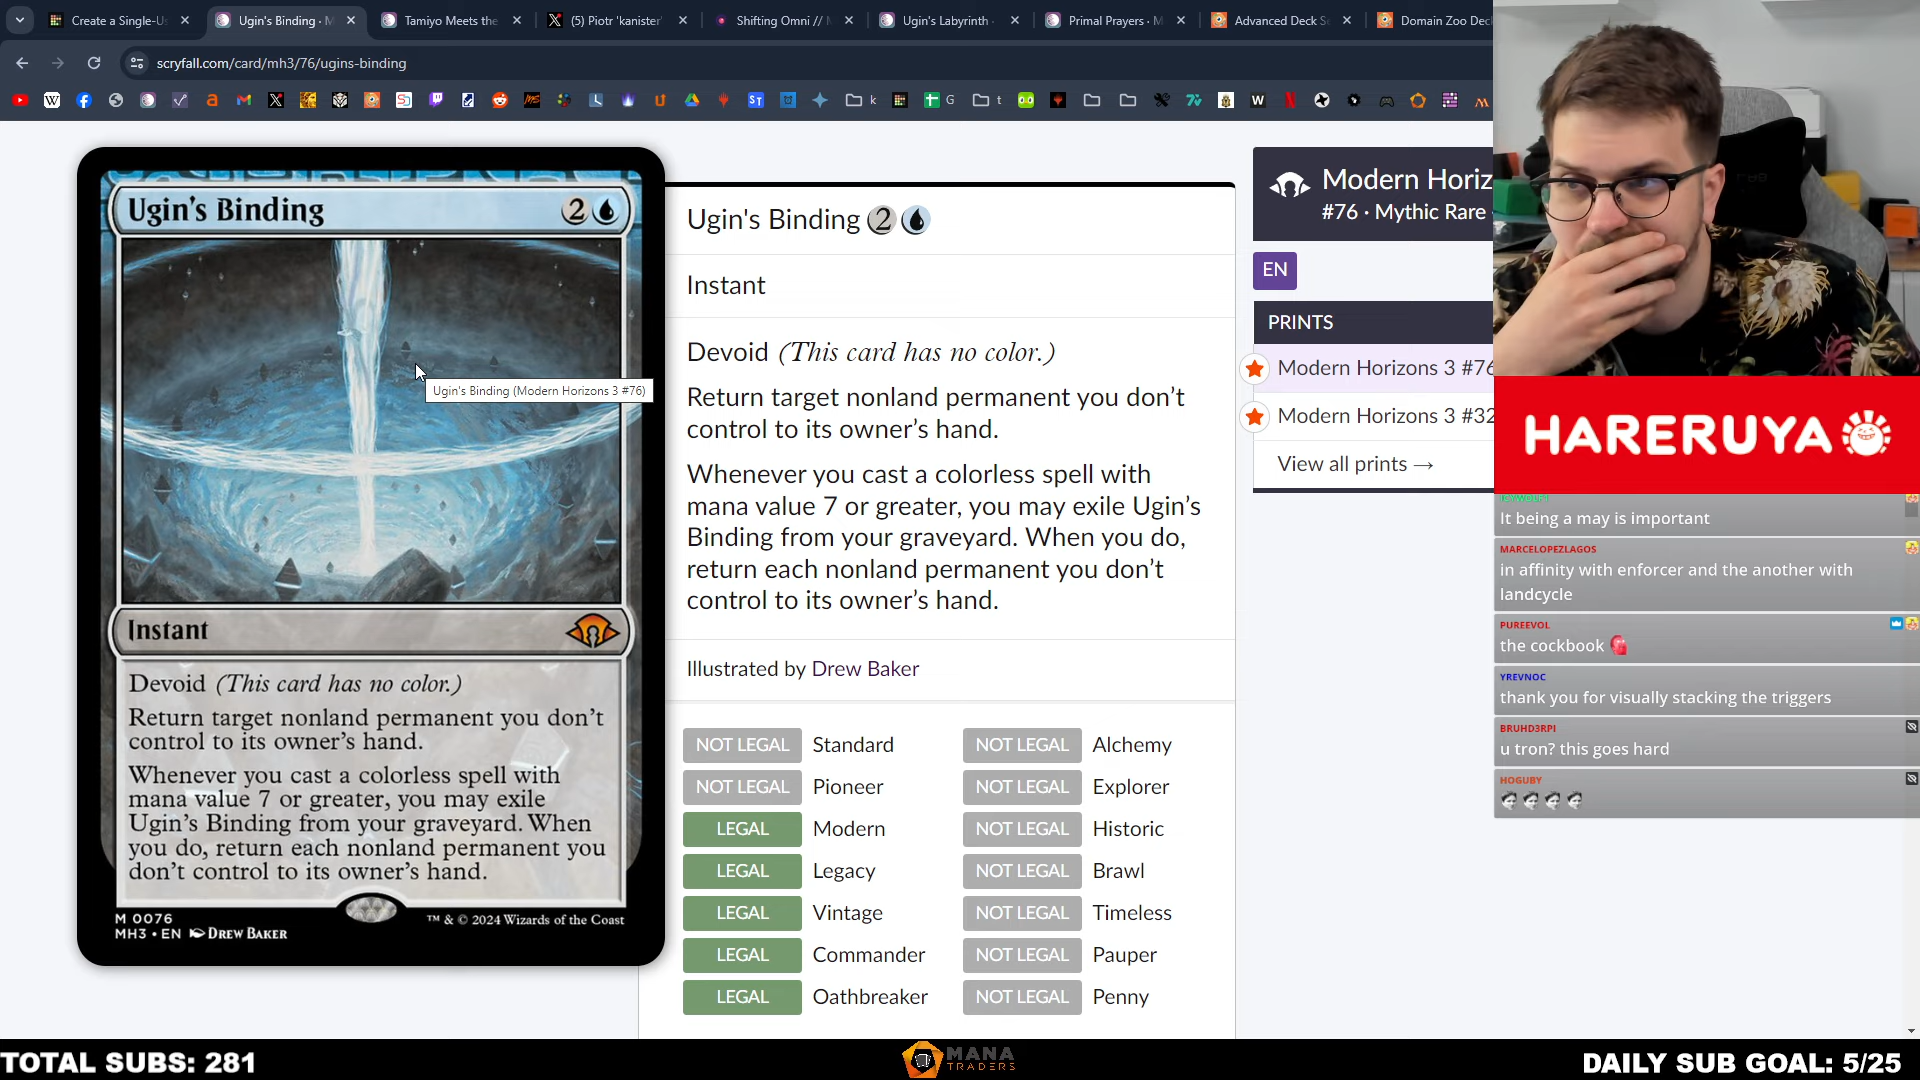 Create a Single-Us
Ugin's Binding · M
Tamiyo Meets the
(5) Piotr 'kanister'
Shifting Omni // M
Ugin's Labyrinth ·
Primal Prayers · M
Advanced Deck Se
Domain Zoo Deck
scryfall.com/card/mh3/76/ugins-binding
k
G
t
Ugin's Binding 2
Instant
Devoid (This card has no color.)
Return target nonland permanent you don't
control to its owner's hand.
Whenever you cast a colorless spell with
mana value 7 or greater, you may exile
Ugin's Binding from your graveyard. When
you do, return each nonland permanent you
don't control to its owner's hand.
M 0076
MH3 • EN DREW BAKER
™ & © 2024 Wizards of the Coast
Ugin's Binding (Modern Horizons 3 #76)
Ugin's Binding 2
Instant
Devoid (This card has no color.)
Return target nonland permanent you don't
control to its owner's hand.
Whenever you cast a colorless spell with
mana value 7 or greater, you may exile Ugin's
Binding from your graveyard. When you do,
return each nonland permanent you don't
control to its owner's hand.
Illustrated by Drew Baker
NOT LEGAL Standard NOT LEGAL Alchemy
NOT LEGAL Pioneer NOT LEGAL Explorer
LEGAL Modern NOT LEGAL Historic
LEGAL Legacy NOT LEGAL Brawl
LEGAL Vintage NOT LEGAL Timeless
LEGAL Commander NOT LEGAL Pauper
LEGAL Oathbreaker NOT LEGAL Penny
Modern Horiz
#76 · Mythic Rare
EN
PRINTS
Modern Horizons 3 #76
Modern Horizons 3 #32
View all prints →
HARERUYA
It being a may is important
MARCELOPEZLAGOS
in affinity with enforcer and the another with
landcycle
PUREEVOL
the cockbook
YREVNOC
thank you for visually stacking the triggers
BRUHD3RPI
u tron? this goes hard
HOGUBY
TOTAL SUBS: 281
MANA
TRADERS
DAILY SUB GOAL: 5/25